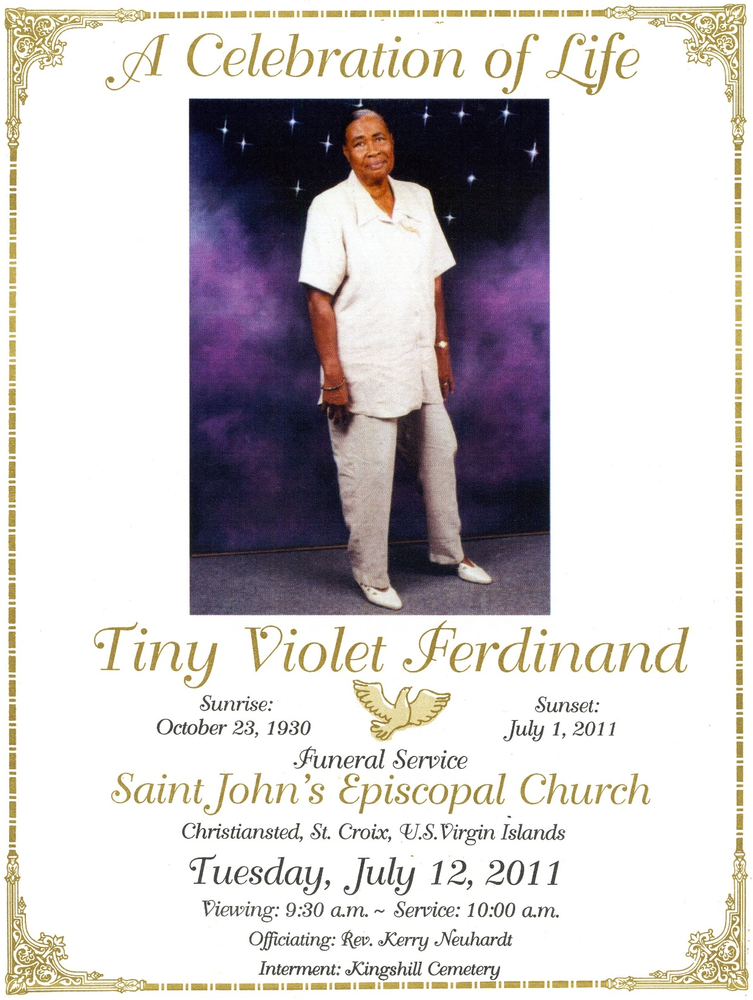 A Celebration of Life
Tiny Violet Ferdinand
Sunrise:
October 23, 1930
Sunset:
July 1, 2011
Funeral Service
Saint John's Episcopal Church
Christiansted, St. Croix, U.S. Virgin Islands
Tuesday, July 12, 2011
Viewing: 9:30 a.m. ~ Service: 10:00 a.m.
Officiating: Rev. Kerry Neuhardt
Interment: Kingshill Cemetery